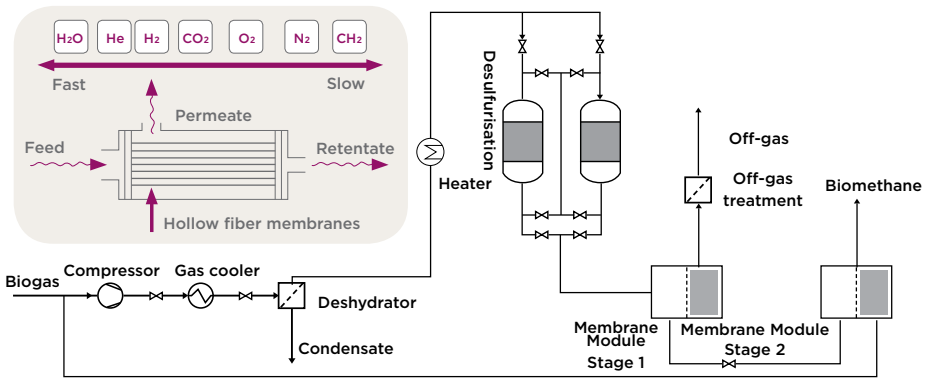 H2O He H2 CO2 O2 N2 CH2
Fast Slow
Permeate
Feed Retentate
Hollow fiber membranes
Desulfurisation
Heater
Off-gas
Off-gas
treatment
Biomethane
Biogas
Compressor
Gas cooler
Deshydrator
Condensate
Membrane
Module
Stage 1
Membrane Module
Stage 2